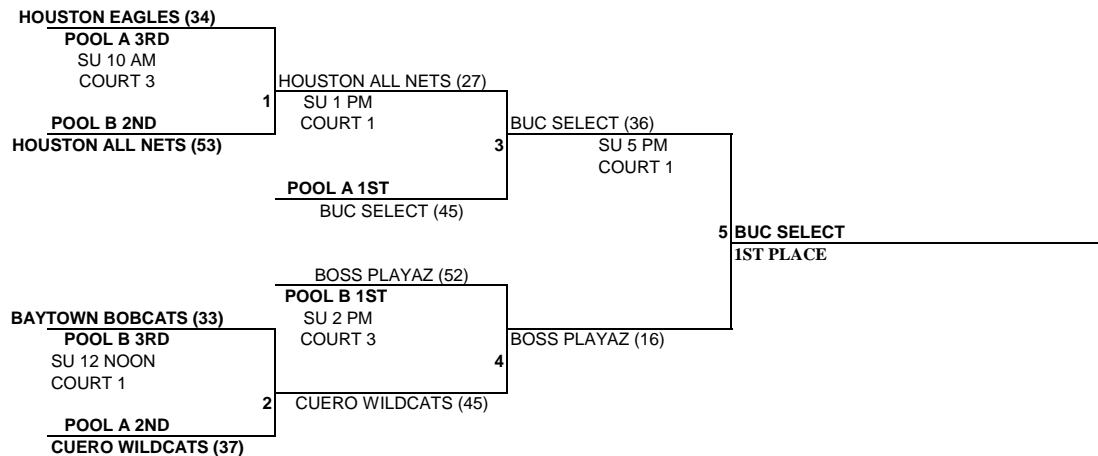 HOUSTON EAGLES (34)
POOL A 3RD
SU 10 AM
COURT 3
HOUSTON ALL NETS (27)
1
SU 1 PM
COURT 1
POOL B 2ND
HOUSTON ALL NETS (53)
BUC SELECT (36)
3
SU 5 PM
COURT 1
POOL A 1ST
BUC SELECT (45)
5 BUC SELECT
1ST PLACE
BOSS PLAYAZ (52)
POOL B 1ST
SU 2 PM
COURT 3
BAYTOWN BOBCATS (33)
POOL B 3RD
SU 12 NOON
COURT 1
BOSS PLAYAZ (16)
4
2
CUERO WILDCATS (45)
POOL A 2ND
CUERO WILDCATS (37)